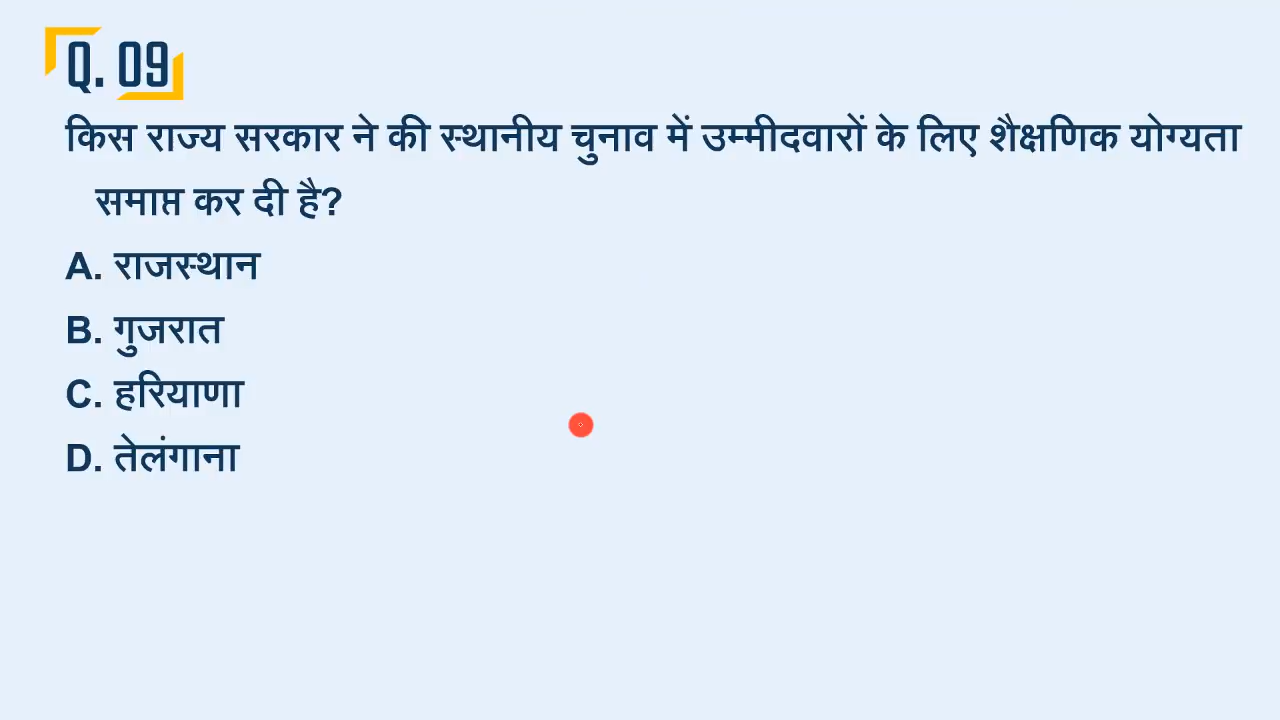 Q. 09
किस राज्य सरकार ने की स्थानीय चुनाव में उम्मीदवारों के लिए शैक्षणिक योग्यता
समाप्त कर दी है?
A. राजस्थान
B. गुजरात
C. हरियाणा
D. तेलंगाना